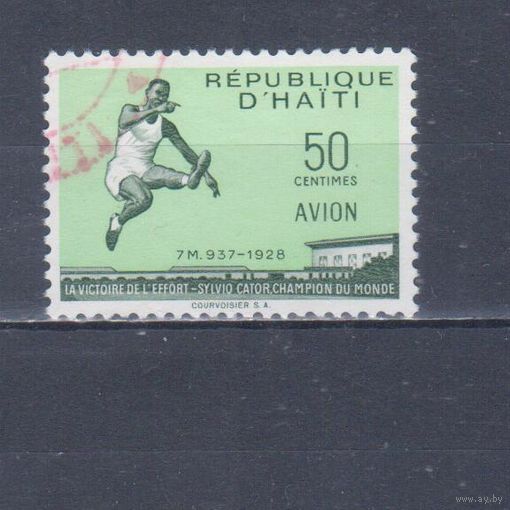 RÉPUBLIQUE
D'HAÏTI
50
CENTIMES
AVION
7M.937-1928
LA VICTOIRE DE L'EFFORT-SYLVIO CATOR, CHAMPION DU MONDE
COURVOISIER S.A.
www.ay.by